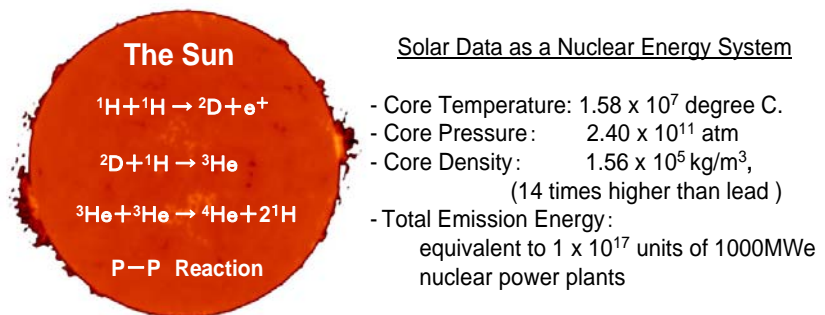 The Sun
¹H+¹H → ²D+e⁺
²D+¹H → ³He
³He+³He → ⁴He+2¹H
P−P Reaction
Solar Data as a Nuclear Energy System
- Core Temperature: 1.58 x 10⁷ degree C.
- Core Pressure: 2.40 x 10¹¹ atm
- Core Density: 1.56 x 10⁵ kg/m³,
(14 times higher than lead )
- Total Emission Energy:
equivalent to 1 x 10¹⁷ units of 1000MWe
nuclear power plants